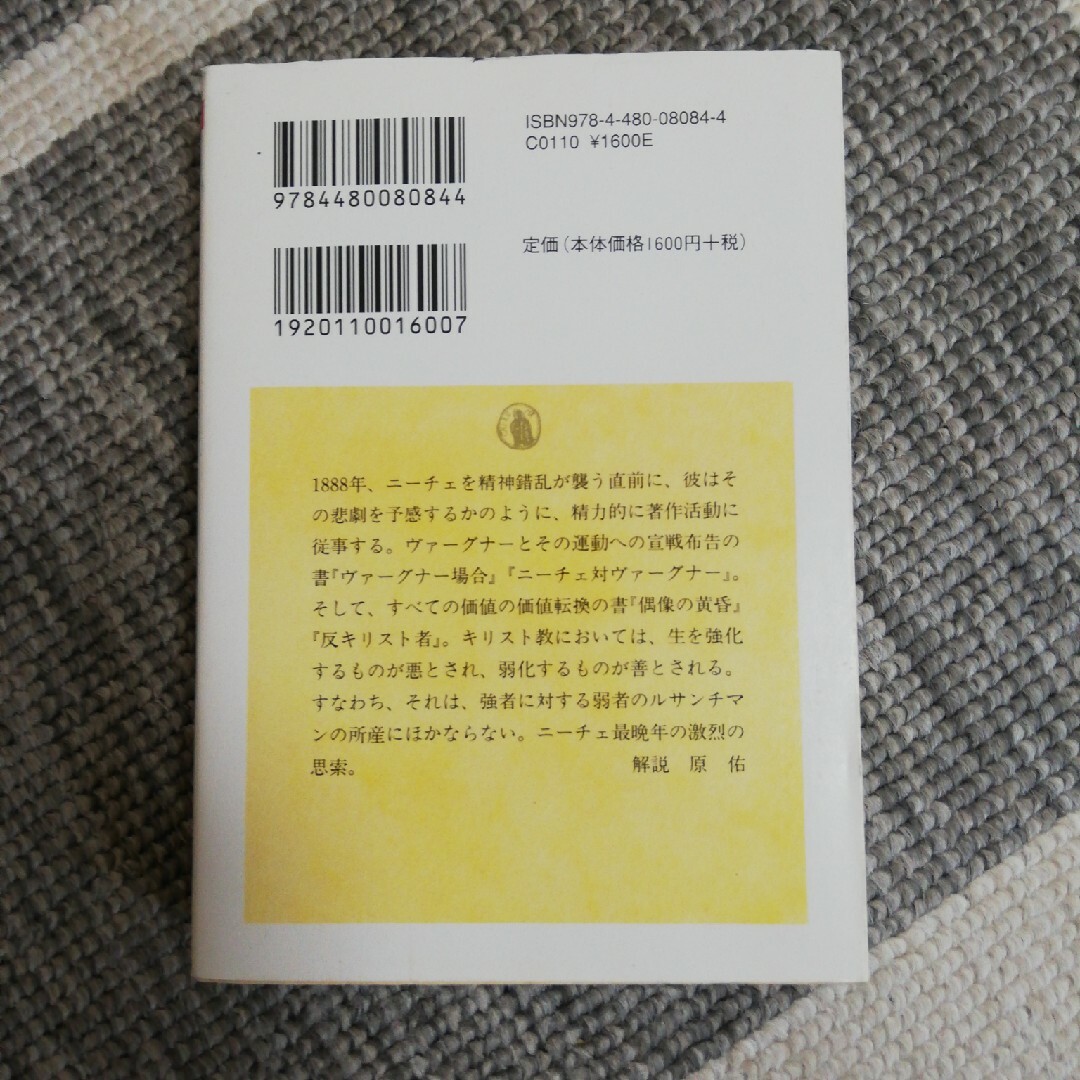 ISBN978-4-480-08084-4
C0110 ¥1600E
9784480080844
定価(本体価格1600円+税)
1920110016007
1888年、ニーチェを精神錯乱が襲う直前に、彼はそ
の悲劇を予感するかのように、精力的に著作活動に
従事する。ヴァーグナーとその運動への宣戦布告の
書『ヴァーグナー場合』『ニーチェ対ヴァーグナー』。
そして、すべての価値の価値転換の書『偶像の黄昏』
『反キリスト者』。キリスト教においては、生を強化
するものが悪とされ、弱化するものが善とされる。
すなわち、それは、強者に対する弱者のルサンチマ
ンの所産にほかならない。ニーチェ最晩年の激烈の
思索。 解説 原 佑